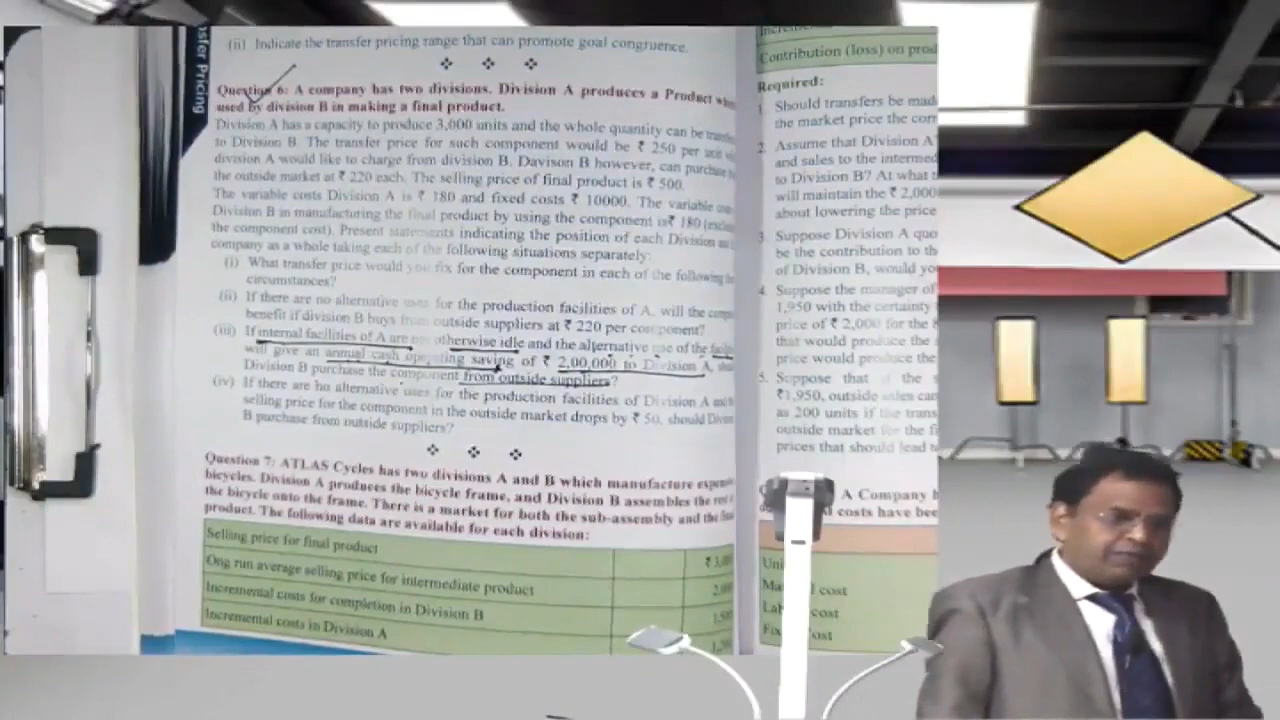 sfer Pricing
(ii) Indicate the transfer pricing range that can promote goal congruence.
Question 6: A company has two divisions. Division A produces a Product
used by division B in making a final product.
Division A has a capacity to produce 3,000 units and the whole quantity can be
to Division B. The transfer price for such component would be ₹ 250 per unit
division A would like to charge from division B. Davison B however, can purchase
the outside market at ₹ 220 each. The selling price of final product is ₹ 500.
The variable costs Division A is ₹ 180 and fixed costs ₹ 10000. The variable
Division B in manufacturing the final product by using the component is ₹ 180
the component cost). Present statements indicating the position of each Division
company as a whole taking each of the following situations separately:
(i) What transfer price would you fix for the component in each of the following
circumstances?
(ii) If there are no alternative uses for the production facilities of A, will the
benefit if division B buys from outside suppliers at ₹ 220 per component?
(iii) If internal facilities of A are otherwise idle and the alternative use of the
will give an annual cash operating saving of ₹ 2,00,000 to Division A,
Division B purchase the component from outside suppliers?
(iv) If there are no alternative uses for the production facilities of Division A and
selling price for the component in the outside market drops by ₹ 50, should
B purchase from outside suppliers?
Question 7: ATLAS Cycles has two divisions A and B which manufacture
bicycles. Division A produces the bicycle frame, and Division B assembles the
the bicycle onto the frame. There is a market for both the sub-assembly and the
product. The following data are available for each division:
Selling price for final product
Ong run average selling price for intermediate product
Incremental costs for completion in Division B
Incremental costs in Division A
Contribution (loss) on prod
Required:
1. Should transfers be mad
the market price the corr
2. Assume that Division A
and sales to the intermed
to Division B? At what
will maintain the ₹ 2,000
about lowering the price
3. Suppose Division A quo
be the contribution to th
of Division B, would yo
4. Suppose the manager of
1,950 with the certainty
price of ₹ 2,000 for the
that would produce the
price would produce the
5. Suppose that if the
₹1,950, outside sales can
as 200 units if the trans
outside market for the fi
prices that should lead
A Company
costs have bee
Uni
cost
cost
ost